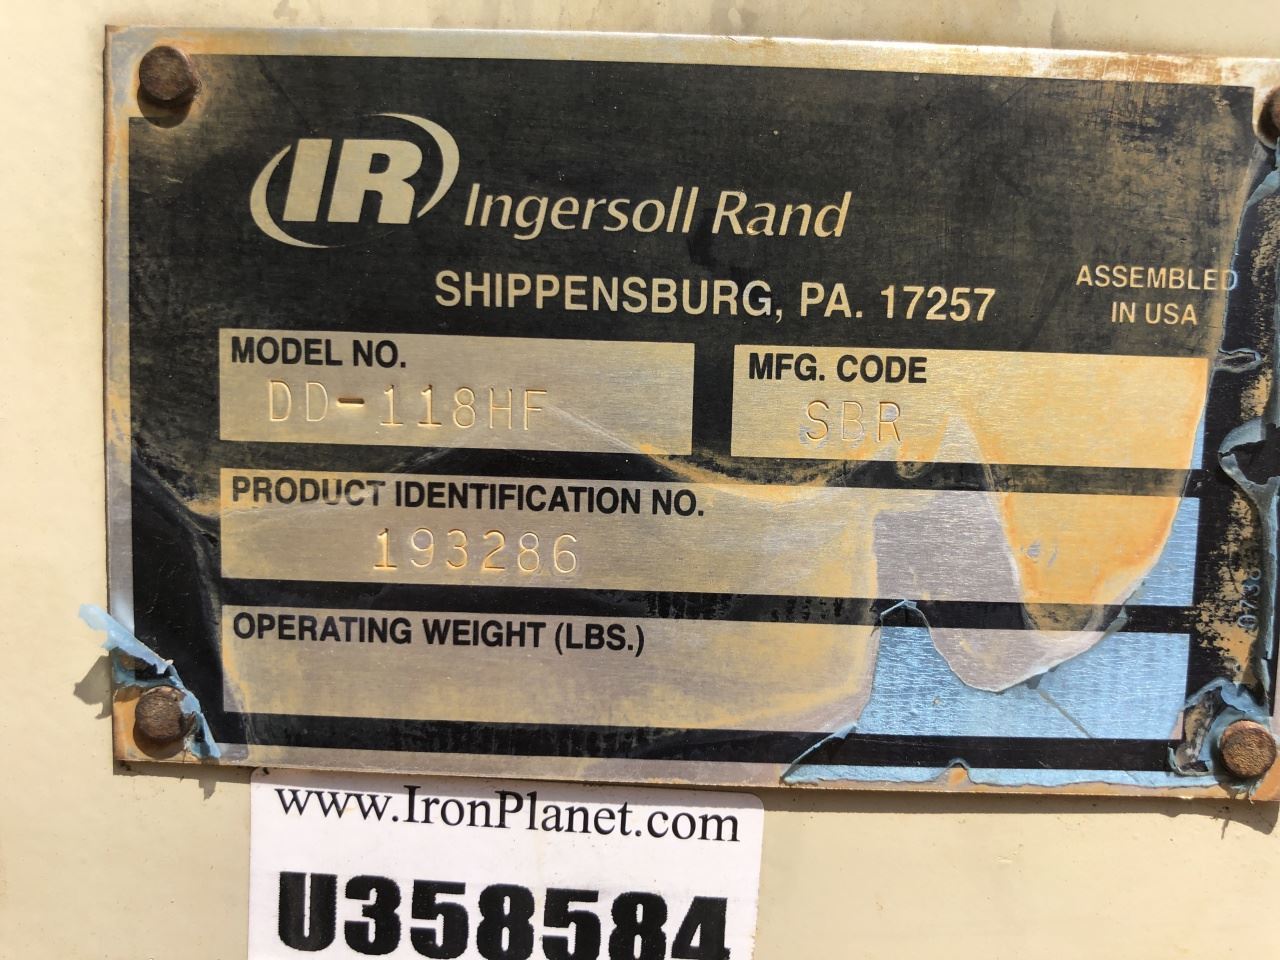 IR Ingersoll Rand
SHIPPENSBURG, PA. 17257
ASSEMBLED
IN USA
MODEL NO.
DD-118HF
MFG. CODE
SBR
PRODUCT IDENTIFICATION NO.
193286
OPERATING WEIGHT (LBS.)
www.IronPlanet.com
U358584